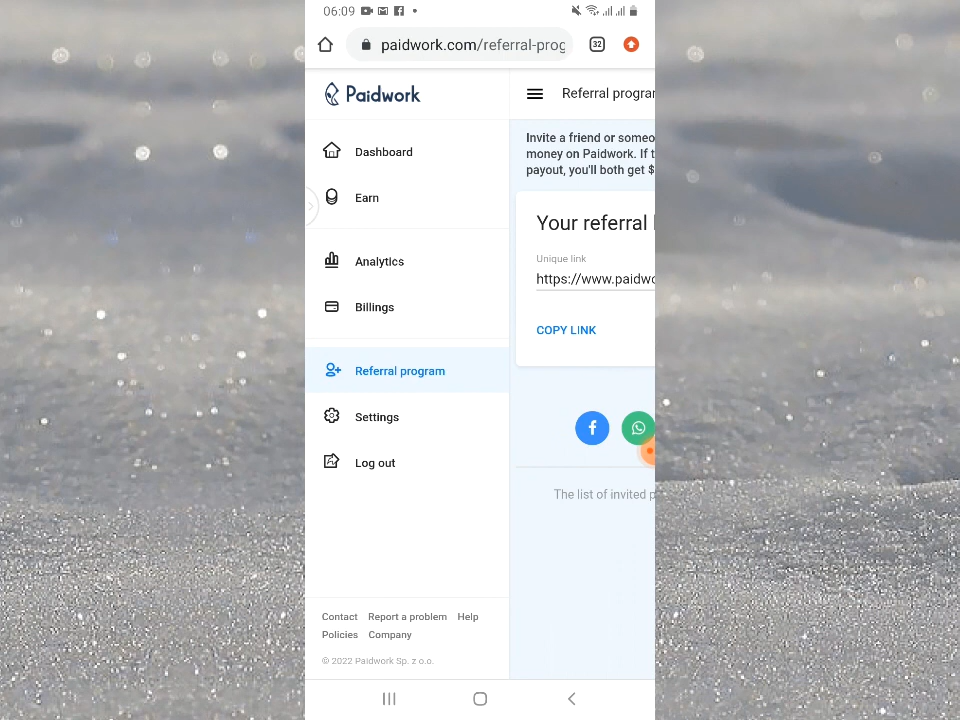 06:09
paidwork.com/referral-prog
32
Paidwork
Referral program
Dashboard
Earn
Analytics
Billings
Referral program
Settings
Log out
Contact Report a problem Help
Policies Company
© 2022 Paidwork Sp. z o.o.
Invite a friend or someo
money on Paidwork. If t
payout, you'll both get $
Your referral l
Unique link
https://www.paidwo
COPY LINK
The list of invited p